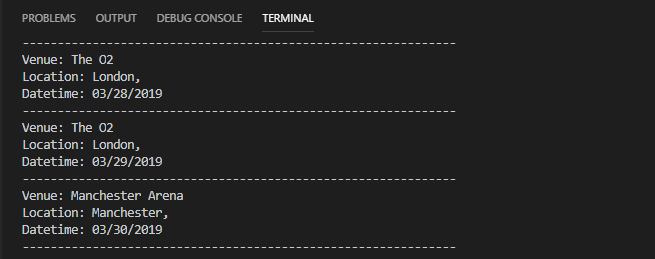 PROBLEMS OUTPUT DEBUG CONSOLE TERMINAL
--------------------------------------------------------------
Venue: The O2
Location: London,
Datetime: 03/28/2019
--------------------------------------------------------------
Venue: The O2
Location: London,
Datetime: 03/29/2019
--------------------------------------------------------------
Venue: Manchester Arena
Location: Manchester,
Datetime: 03/30/2019
--------------------------------------------------------------